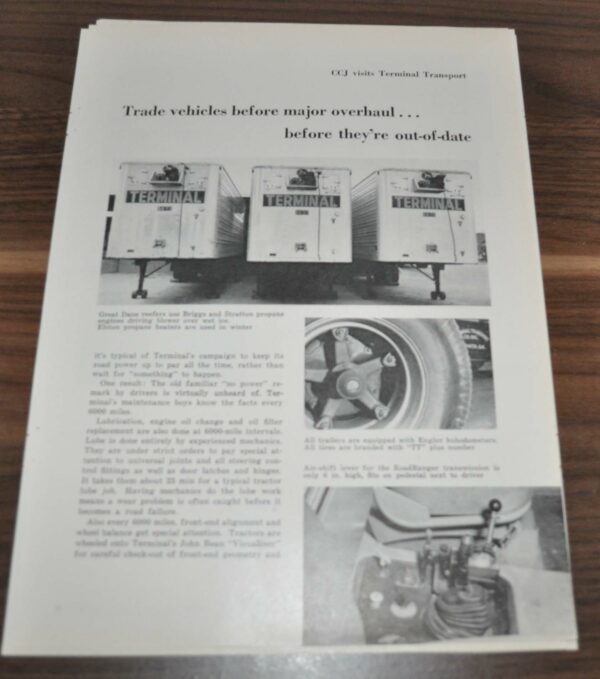 CCJ visits Terminal Transport
Trade vehicles before major overhaul . . .
before they're out-of-date
TERMINAL
TERMINAL
TERMINAL
Great Dane reefers use Briggs and Stratton propane
engines driving blower over wet ice.
Elston propane heaters are used in winter
it's typical of Terminal's campaign to keep its
road power up to par all the time, rather than
wait for "something" to happen.
One result: The old familiar "no power" re-
mark by drivers is virtually unheard of. Ter-
minal's maintenance boys know the facts every
6000 miles.
Lubrication, engine oil change and oil filter
replacement are also done at 6000-mile intervals.
Lube is done entirely by experienced mechanics.
They are under strict orders to pay special at-
tention to universal joints and all steering con-
trol fittings as well as door latches and hinges.
It takes them about 35 min for a typical tractor
lube job. Having mechanics do the lube work
means a wear problem is often caught before it
becomes a road failure.
Also every 6000 miles, front-end alignment and
wheel balance get special attention. Tractors are
wheeled onto Terminal's John Bean "Visualiner"
for careful check-out of front-end geometry and
All trailers are equipped with Engler hubodometers.
All tires are branded with "TT" plus number
Air-shift lever for the RoadRanger transmission is
only 4 in. high. Sits on pedestal next to driver